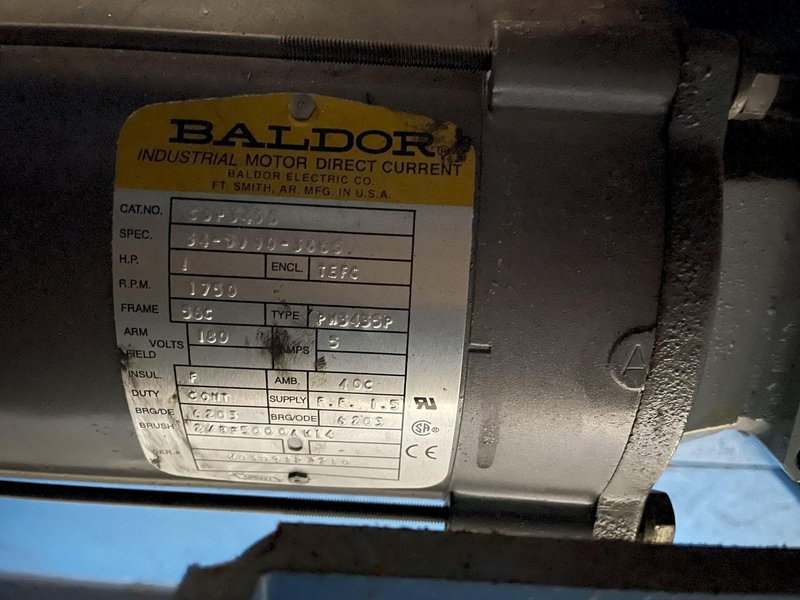 BALDOR®
INDUSTRIAL MOTOR DIRECT CURRENT
BALDOR ELECTRIC CO
FT. SMITH, AR. MFG. IN U.S.A.
CAT.NO.
SPEC.
H.P. 1 ENCL. TEFC
R.P.M. 1750
FRAME 56C TYPE
ARM VOLTS 180 AMPS 5
FIELD
INSUL. F AMB. 40C
DUTY CONT SUPPLY F.F. 1.5
BRG/DE 6203 BRG/ODE 6203
BRUSH
SER.#
A